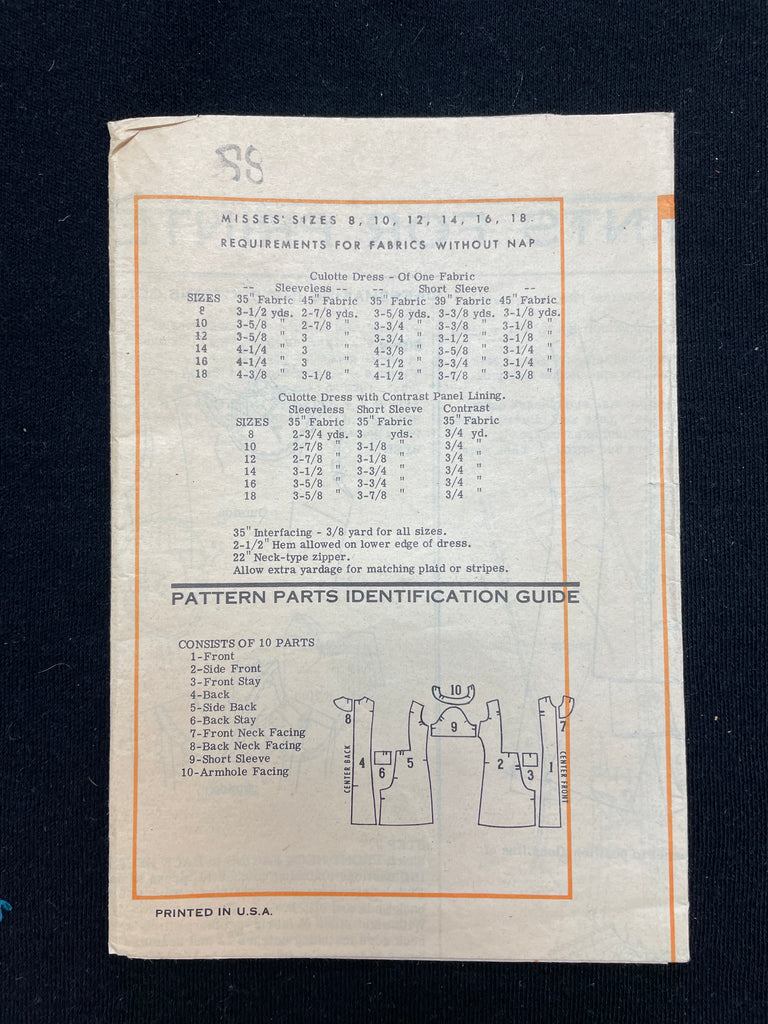 88
MISSES' SIZES 8, 10, 12, 14, 16, 18.
REQUIREMENTS FOR FABRICS WITHOUT NAP
Culotte Dress - Of One Fabric
-- Sleeveless -- -- Short Sleeve --
SIZES 35" Fabric 45" Fabric 35" Fabric 39" Fabric 45" Fabric
8 3-1/2 yds. 2-7/8 yds. 3-5/8 yds. 3-3/8 yds. 3-1/8 yds.
10 3-5/8 " 2-7/8 " 3-3/4 " 3-3/8 " 3-1/8 "
12 3-5/8 " 3 " 3-3/4 " 3-1/2 " 3-1/8 "
14 4-1/4 " 3 " 4-3/8 " 3-5/8 " 3-1/4 "
16 4-1/4 " 3 " 4-1/2 " 3-3/4 " 3-1/4 "
18 4-3/8 " 3-1/8 " 4-1/2 " 3-7/8 " 3-3/8 "
Culotte Dress with Contrast Panel Lining.
Sleeveless Short Sleeve Contrast
SIZES 35" Fabric 35" Fabric 35" Fabric
8 2-3/4 yds. 3 yds. 3/4 yd.
10 2-7/8 " 3-1/8 " 3/4 "
12 2-7/8 " 3-1/8 " 3/4 "
14 3-1/2 " 3-3/4 " 3/4 "
16 3-5/8 " 3-3/4 " 3/4 "
18 3-5/8 " 3-7/8 " 3/4 "
35" Interfacing - 3/8 yard for all sizes.
2-1/2" Hem allowed on lower edge of dress.
22" Neck-type zipper.
Allow extra yardage for matching plaid or stripes.
PATTERN PARTS IDENTIFICATION GUIDE
CONSISTS OF 10 PARTS
1-Front
2-Side Front
3-Front Stay
4-Back
5-Side Back
6-Back Stay
7-Front Neck Facing
8-Back Neck Facing
9-Short Sleeve
10-Armhole Facing
10
8
9
7
CENTER BACK
4
6
5
2
3
1
CENTER FRONT
PRINTED IN U.S.A.